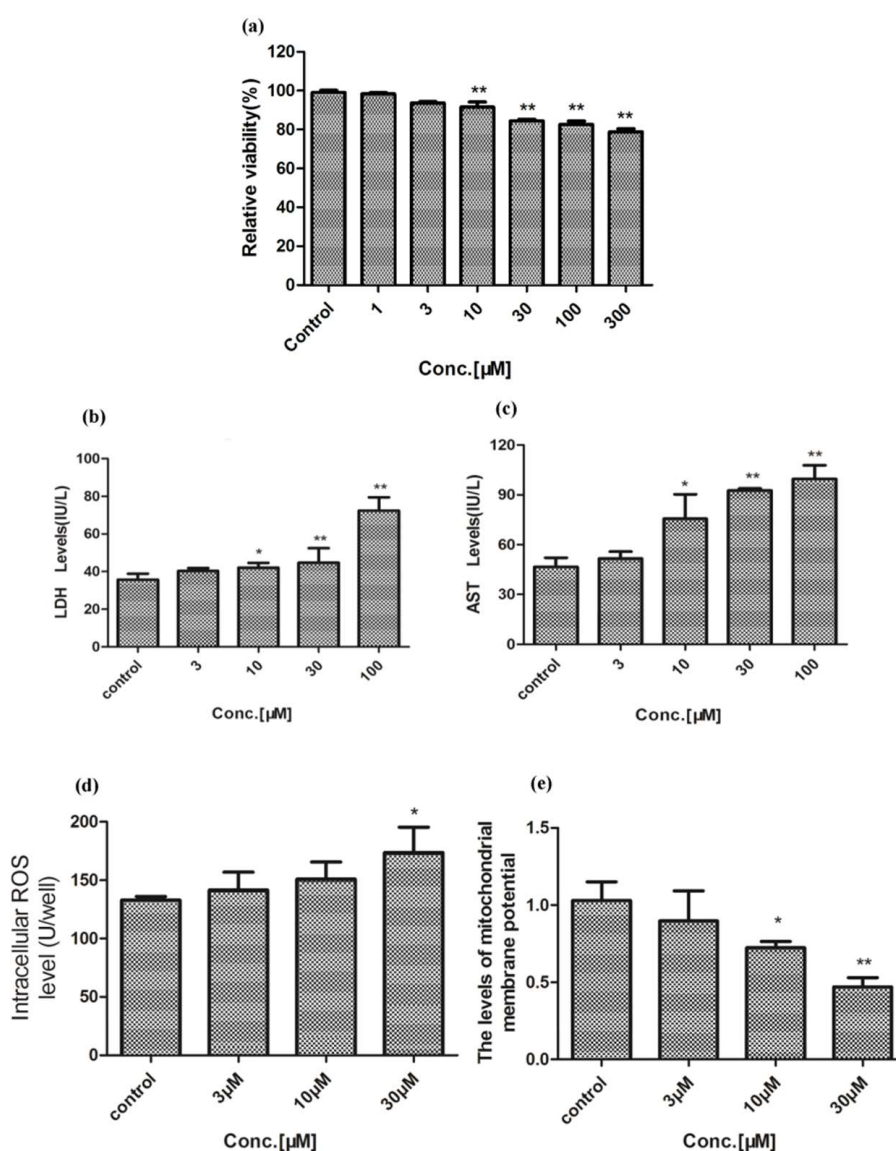 (a)
Relative viability(%)
120
100
80
60
40
20
0
**
**
**
**
Control
1
3
10
30
100
300
Conc.[µM]
(b)
LDH Levels(IU/L)
100
80
60
40
20
0
*
**
**
control
3
10
30
100
Conc.[µM]
(c)
AST Levels(IU/L)
120
90
60
30
0
*
**
**
control
3
10
30
100
Conc.[µM]
(d)
Intracellular ROS
level (U/well)
200
150
100
50
0
*
control
3µM
10µM
30µM
Conc.[µM]
(e)
The levels of mitochondrial
membrane potential
1.5
1.0
0.5
0.0
*
**
control
3µM
10µM
30µM
Conc.[µM]